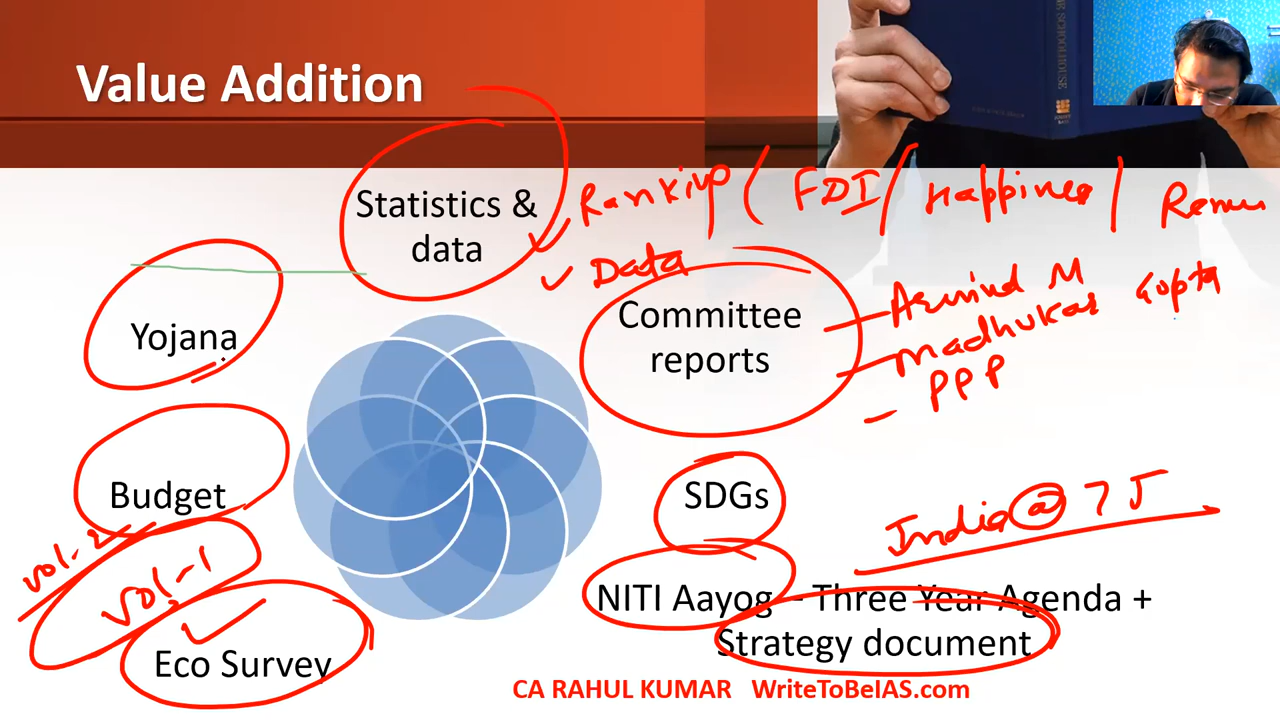 Value Addition
Statistics &
data
Ranking ( FDI / Happiness /
Data
Committee
reports
Arvind M
Madhukar Gupta
PPP
Yojana
Budget
vol-2
Vol-1
Eco Survey
SDGs
India @ 75
NITI Aayog – Three Year Agenda +
Strategy document
CA RAHUL KUMAR WriteToBeIAS.com